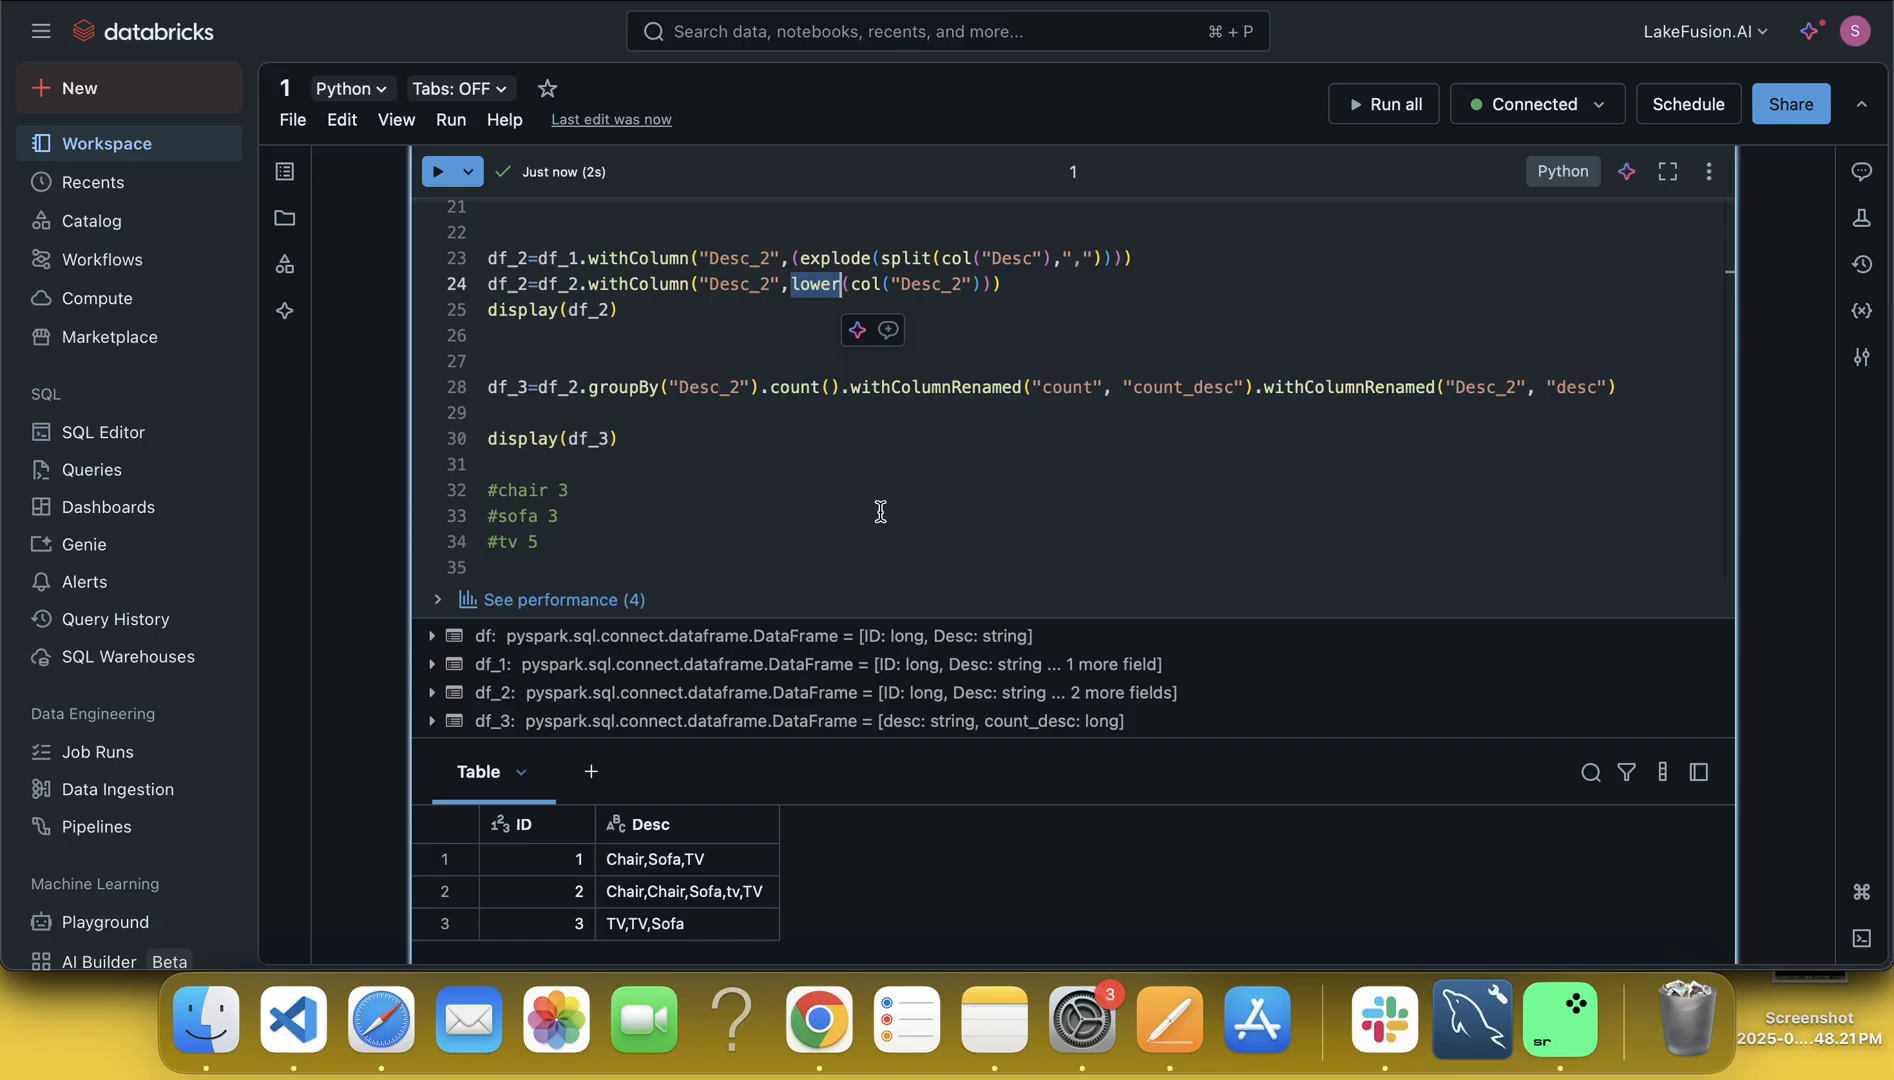 databricks
Search data, notebooks, recents, and more...
⌘ + P
LakeFusion.AI
S
New
Workspace
Recents
Catalog
Workflows
Compute
Marketplace
SQL
SQL Editor
Queries
Dashboards
Genie
Alerts
Query History
SQL Warehouses
Data Engineering
Job Runs
Data Ingestion
Pipelines
Machine Learning
Playground
AI Builder Beta
1 Python Tabs: OFF
File Edit View Run Help Last edit was now
Run all
Connected
Schedule
Share
Just now (2s)
1
Python
21
22
23 df_2=df_1.withColumn("Desc_2",(explode(split(col("Desc"),","))))
24 df_2=df_2.withColumn("Desc_2",lower(col("Desc_2")))
25 display(df_2)
26
27
28 df_3=df_2.groupBy("Desc_2").count().withColumnRenamed("count", "count_desc").withColumnRenamed("Desc_2", "desc")
29
30 display(df_3)
31
32 #chair 3
33 #sofa 3
34 #tv 5
35
See performance (4)
df: pyspark.sql.connect.dataframe.DataFrame = [ID: long, Desc: string]
df_1: pyspark.sql.connect.dataframe.DataFrame = [ID: long, Desc: string ... 1 more field]
df_2: pyspark.sql.connect.dataframe.DataFrame = [ID: long, Desc: string ... 2 more fields]
df_3: pyspark.sql.connect.dataframe.DataFrame = [desc: string, count_desc: long]
Table
ID Desc
1 1 Chair,Sofa,TV
2 2 Chair,Chair,Sofa,tv,TV
3 3 TV,TV,Sofa
3
sr
Screenshot
2025-0....48.21 PM